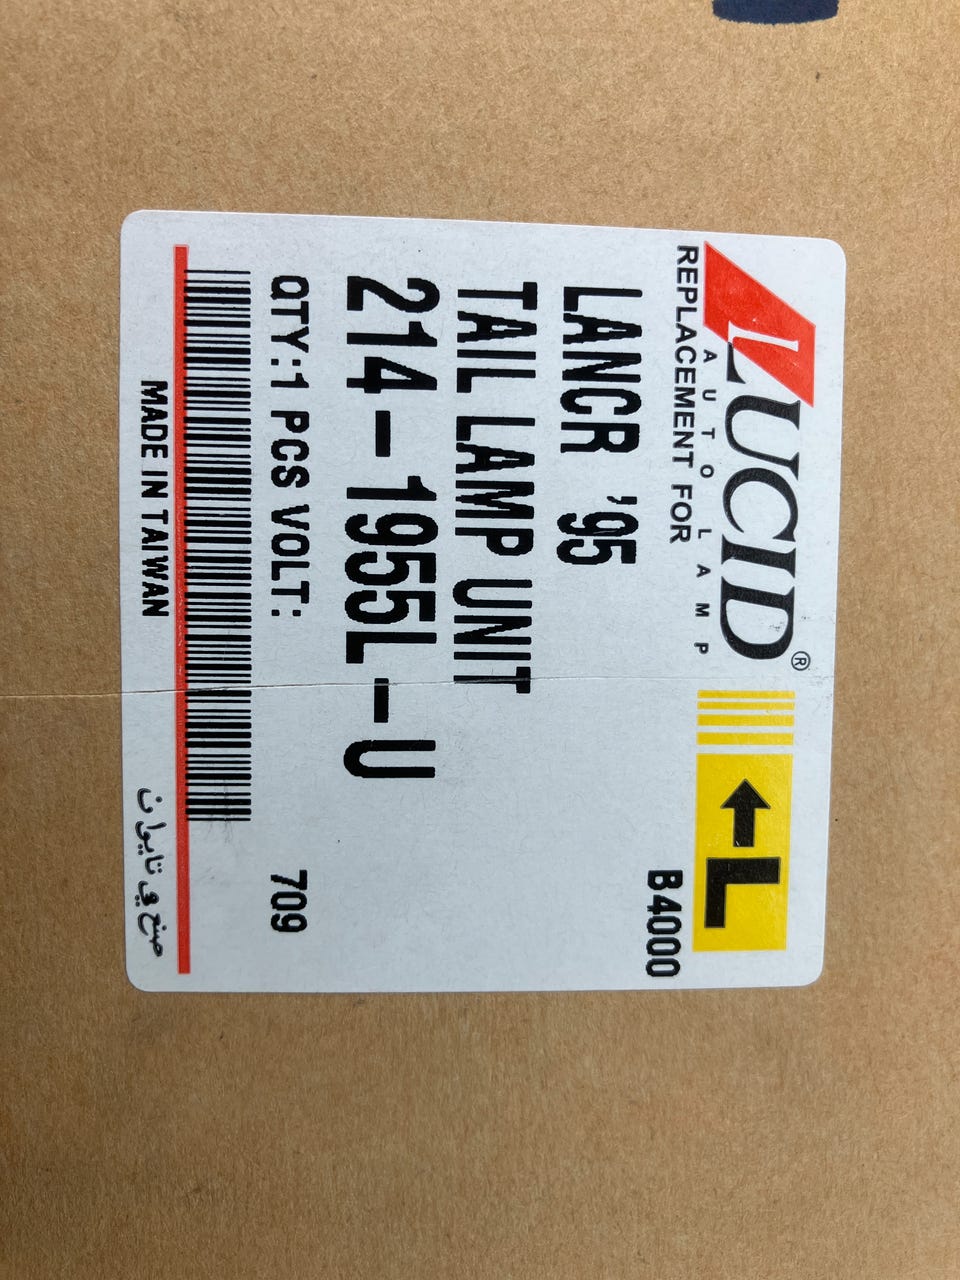 LUCID®
AUTO LAMP
←L
REPLACEMENT FOR
B4000
LANCR '95
TAIL LAMP UNIT
214-1955L-U
QTY:1 PCS VOLT:
709
MADE IN TAIWAN
صنع في تايوان